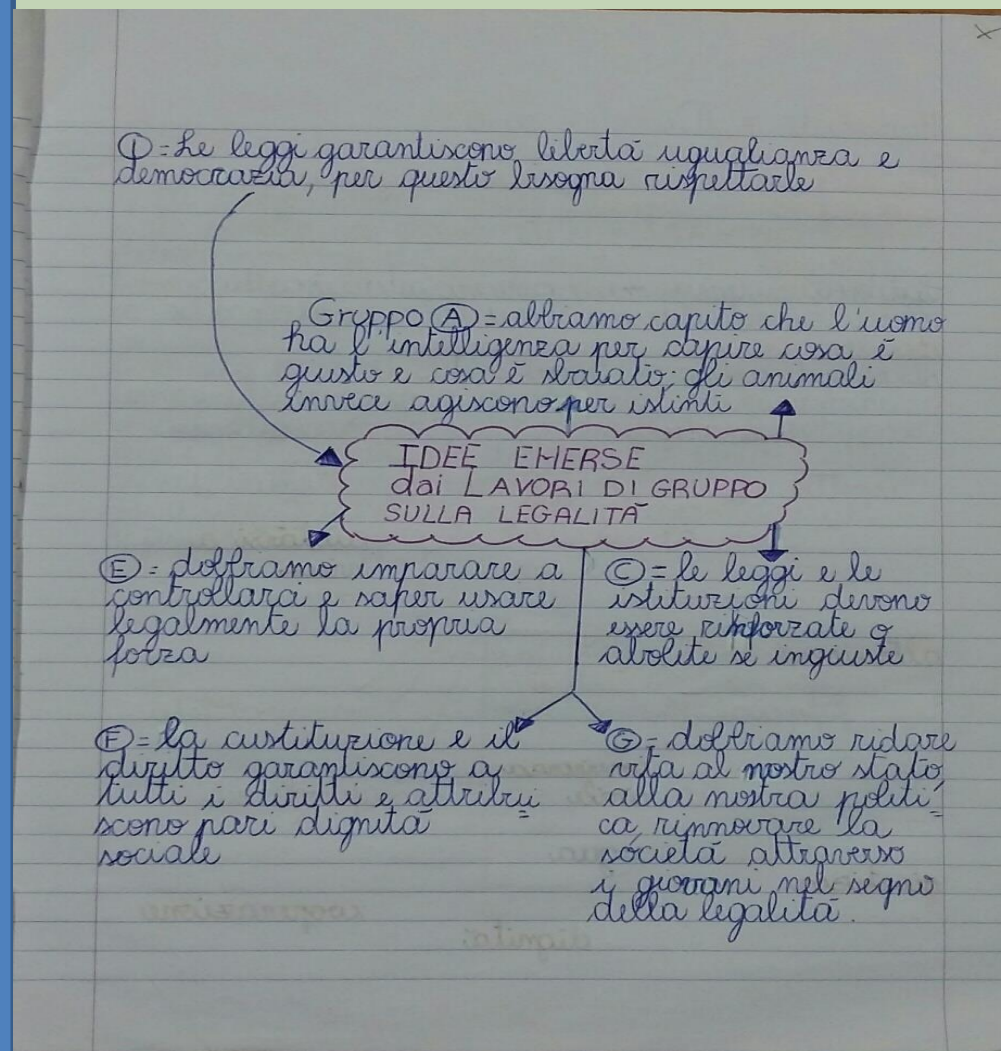 D = Le leggi garantiscono libertà uguaglianza e
democrazia, per questo bisogna rispettarle
Gruppo A = abbiamo capito che l'uomo
ha l'intelligenza per capire cosa è
giusto e cosa è sbaiato; gli animali
invece agiscono per istinti
IDEE EMERSE
dai LAVORI DI GRUPPO
SULLA LEGALITÀ
E = dobbiamo imparare a
controllarci e saper usare
legalmente la propria
forza
C = le leggi e le
istituzioni devono
essere rinforzate o
abolite se ingiuste
F = la custituzione e il
diritto garantiscono a
tutti i diritti e attribui
scono pari dignità
sociale
G = dobbiamo ridare
vita al nostro stato,
alla nostra politi
ca, rinnovare la
società attraverso
i giovani nel segno
della legalità.
dignità